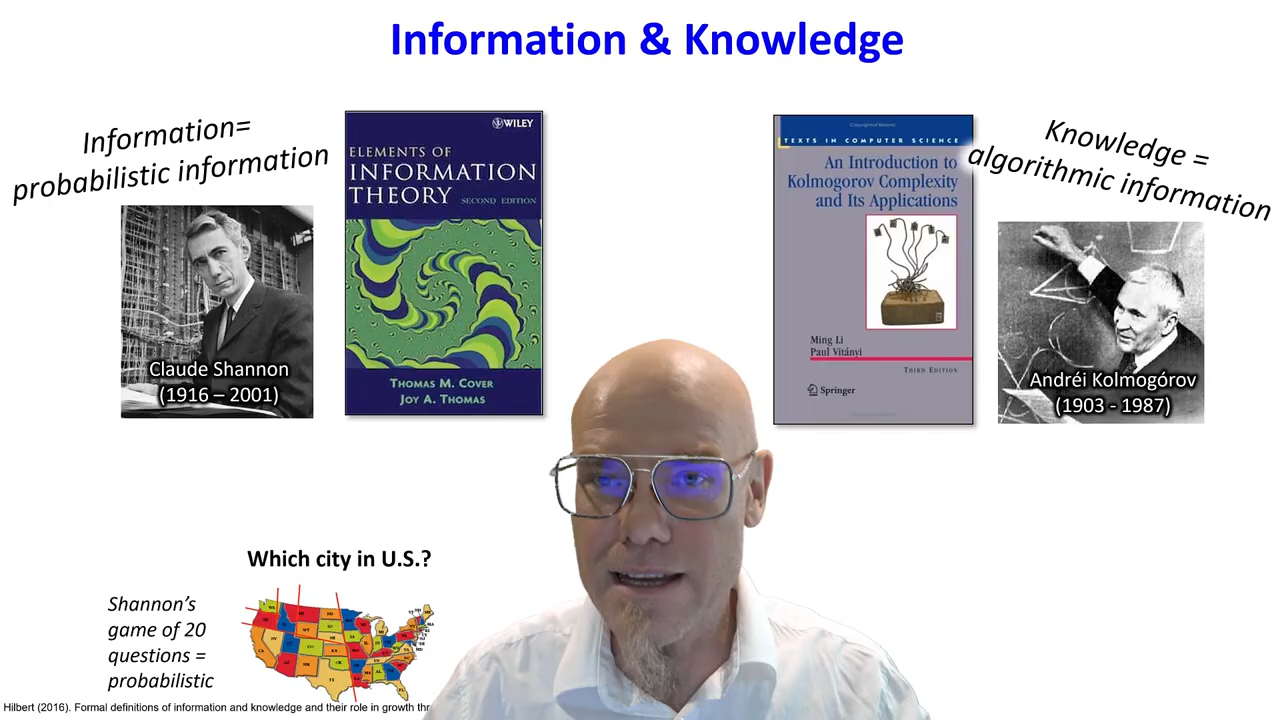 Information & Knowledge
Information=
probabilistic information
WILEY
ELEMENTS OF
INFORMATION
THEORY SECOND EDITION
THOMAS M. COVER
JOY A. THOMAS
Claude Shannon
(1916 – 2001)
TEXTS IN COMPUTER SCIENCE
An Introduction to
Kolmogorov Complexity
and Its Applications
Ming Li
Paul Vitányi
THIRD EDITION
Springer
Knowledge =
algorithmic information
Andréi Kolmogórov
(1903 - 1987)
Which city in U.S.?
Shannon's
game of 20
questions =
probabilistic
Hilbert (2016). Formal definitions of information and knowledge and their role in growth thr